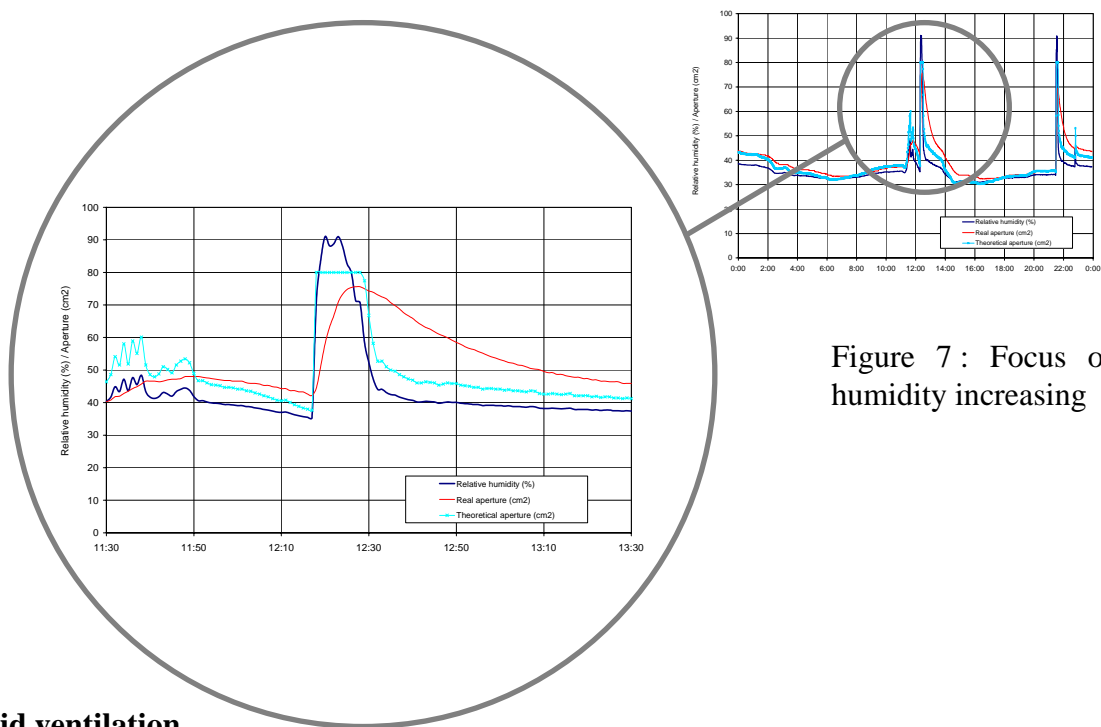 100
90
80
70
60
50
40
30
20
10
0
Relative humidity (%) / Aperture (cm2)
0:00 2:00 4:00 6:00 8:00 10:00 12:00 14:00 16:00 18:00 20:00 22:00 0:00
Relative humidity (%)
Real aperture (cm2)
Theoretical aperture (cm2)
100
90
80
70
60
50
40
30
20
10
0
Relative humidity (%) / Aperture (cm2)
11:30 11:50 12:10 12:30 12:50 13:10 13:30
Relative humidity (%)
Real aperture (cm2)
Theoretical aperture (cm2)
Figure 7 : Focus o
humidity increasing
id ventilation